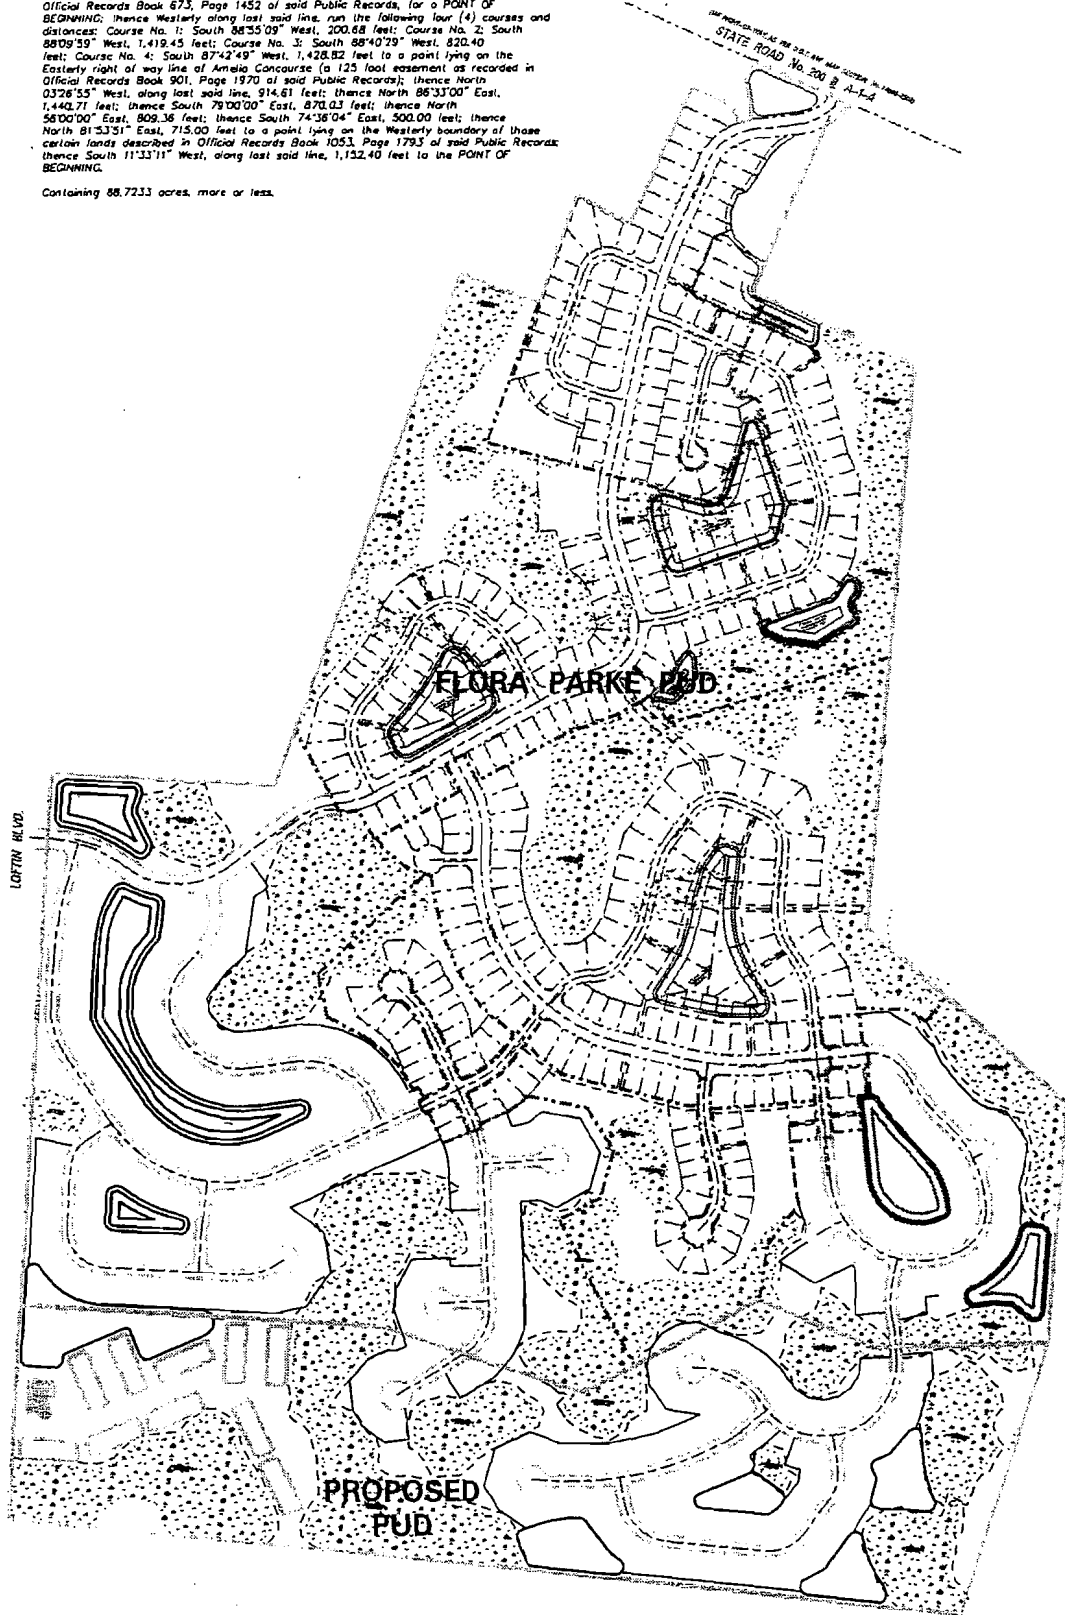 Official Records Book 673, Page 1452 of said Public Records, for a POINT OF
BEGINNING; thence Westerly along last said line, run the following four (4) courses and
distances: Course No. 1: South 88°55'09" West, 200.68 feet; Course No. 2: South
88°09'59" West, 1,419.45 feet; Course No. 3: South 88°40'29" West, 820.40
feet; Course No. 4: South 87°42'49" West, 1,428.82 feet to a point lying on the
Easterly right of way line of Amelia Concourse (a 125 foot easement as recorded in
Official Records Book 901, Page 1970 of said Public Records); thence North
03°26'55" West, along last said line, 914.61 feet; thence North 86°33'00" East,
1,440.71 feet; thence South 79°00'00" East, 870.03 feet; thence North
56°00'00" East, 809.36 feet; thence South 74°36'04" East, 500.00 feet; thence
North 81°53'51" East, 715.00 feet to a point lying on the Westerly boundary of those
certain lands described in Official Records Book 1053, Page 1793 of said Public Records;
thence South 11°33'11" West, along last said line, 1,152.40 feet to the POINT OF
BEGINNING.
Containing 88.7233 acres, more or less.
STATE ROAD No. 200 & A-1-A
FLORA PARKE PUD
LOFTIN BLVD.
PROPOSED
PUD